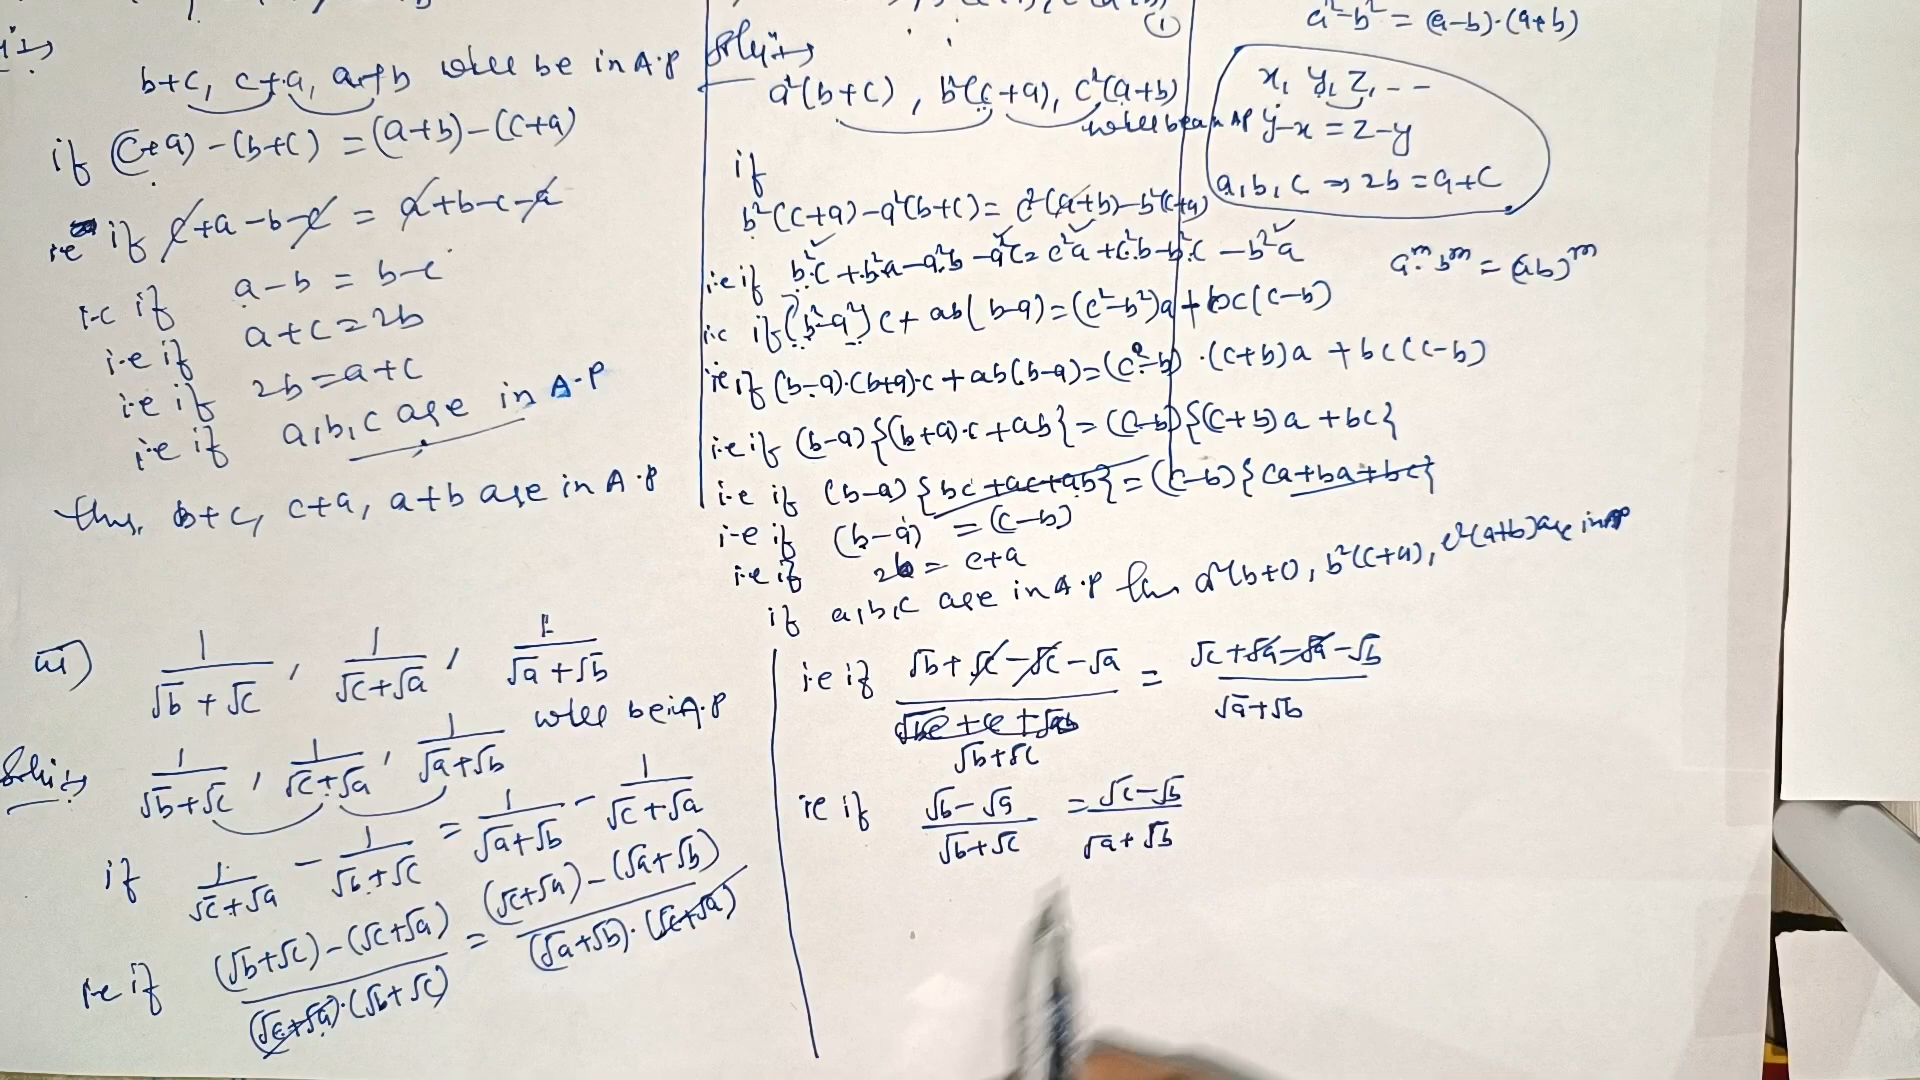 b+c, c+a, a+b will be in A.P
if (c+a) - (b+c) = (a+b) - (c+a)
i.e if c+a-b-c = a+b-c-a
i.e if a-b = b-c
i.e if a+c = 2b
i.e if 2b = a+c
i.e if a,b,c are in A.P
thus, b+c, c+a, a+b are in A.P
iii) 1/(√b+√c), 1/(√c+√a), 1/(√a+√b)
Soln:→ 1/(√b+√c), 1/(√c+√a), 1/(√a+√b) will be in A.P
if 1/(√c+√a) - 1/(√b+√c) = 1/(√a+√b) - 1/(√c+√a)
i.e if ((√b+√c)-(√c+√a))/((√c+√a)·(√b+√c)) = ((√c+√a)-(√a+√b))/((√a+√b)·(√c+√a))
Soln:→
a²(b+c), b²(c+a), c²(a+b)
will be in AP
if
b²(c+a) - a²(b+c) = c²(a+b) - b²(c+a)
i.e if b²c + b²a - a²b - a²c = c²a + c²b - b²c - b²a
i.e if (b²-a²)c + ab(b-a) = (c²-b²)a + bc(c-b)
i.e if (b-a)·(b+a)·c + ab(b-a) = (c-b)·(c+b)a + bc(c-b)
i.e if (b-a){(b+a)·c + ab} = (c-b){(c+b)a + bc}
i.e if (b-a){bc+ac+ab} = (c-b){ca+ba+bc}
i.e if (b-a) = (c-b)
i.e if 2b = c+a
if a,b,c are in A.P then a²(b+c), b²(c+a), c²(a+b) are in AP
i.e if (√b+√c-√c-√a)/(√b+√c) = (√c+√a-√a-√b)/(√a+√b)
i.e if (√b-√a)/(√b+√c) = (√c-√b)/(√a+√b)
①
a²-b² = (a-b)·(a+b)
x, y, z, --
y-x = z-y
a,b,c ⇒ 2b = a+c
aᵐ·bᵐ = (ab)ᵐ